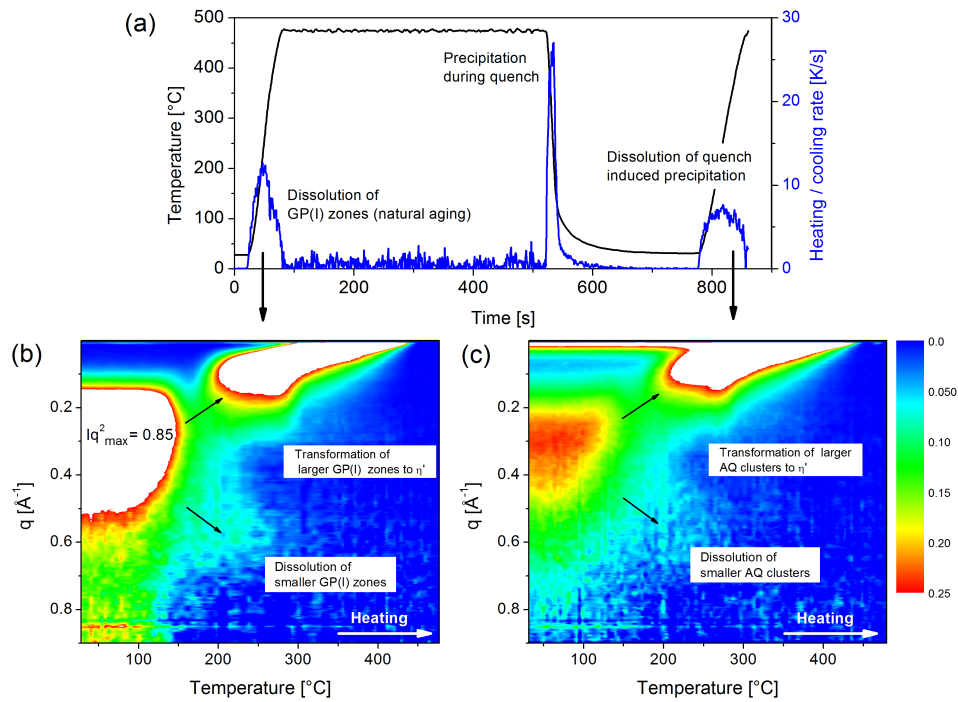 (a)
500
400
300
200
100
0
Temperature [°C]
30
20
10
0
Heating / cooling rate [K/s]
Precipitation
during quench
Dissolution of
GP(I) zones (natural aging)
Dissolution of quench
induced precipitation
0
200
400
600
800
Time [s]
(b)
q [Å⁻¹]
0.2
0.4
0.6
0.8
Iq²max = 0.85
Transformation of
larger GP(I) zones to η'
Dissolution of
smaller GP(I) zones
Heating
100
200
300
400
Temperature [°C]
(c)
q [Å⁻¹]
0.2
0.4
0.6
0.8
Transformation of larger
AQ clusters to η'
Dissolution of
smaller AQ clusters
Heating
100
200
300
400
Temperature [°C]
0.0
0.050
0.10
0.15
0.20
0.25